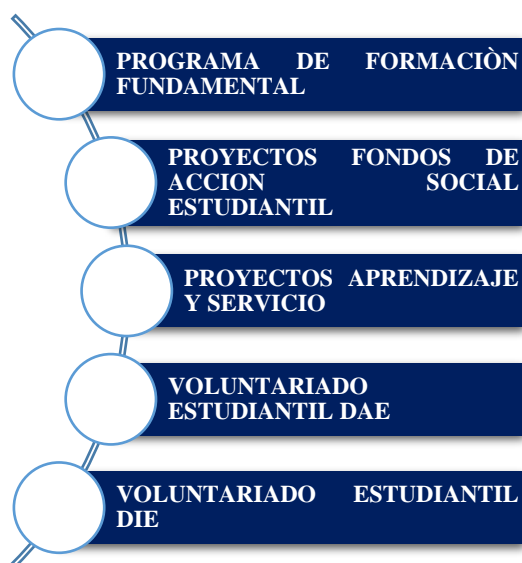 PROGRAMA DE FORMACIÒN
FUNDAMENTAL
PROYECTOS FONDOS DE
ACCION SOCIAL
ESTUDIANTIL
PROYECTOS APRENDIZAJE
Y SERVICIO
VOLUNTARIADO
ESTUDIANTIL DAE
VOLUNTARIADO ESTUDIANTIL
DIE